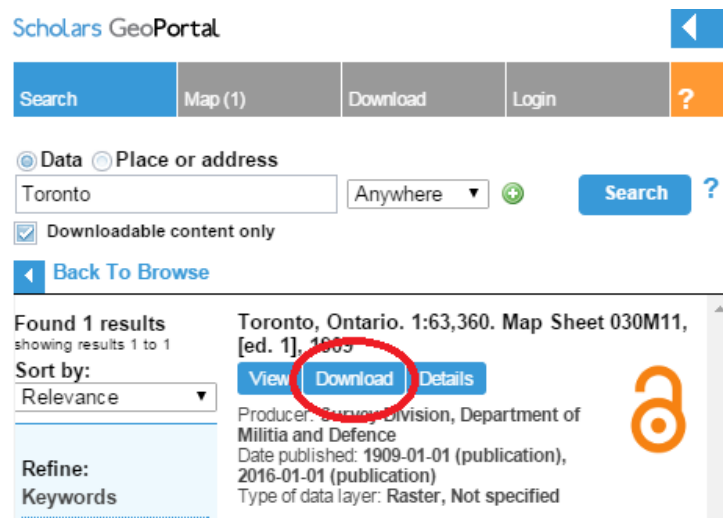 Scholars GeoPortal
Search Map (1) Download Login ?
Data Place or address
Toronto Anywhere Search ?
Downloadable content only
Back To Browse
Found 1 results
showing results 1 to 1
Sort by:
Relevance
Refine:
Keywords
Toronto, Ontario. 1:63,360. Map Sheet 030M11,
[ed. 1], 1909
View Download Details
Producer: Survey Division, Department of
Militia and Defence
Date published: 1909-01-01 (publication),
2016-01-01 (publication)
Type of data layer: Raster, Not specified